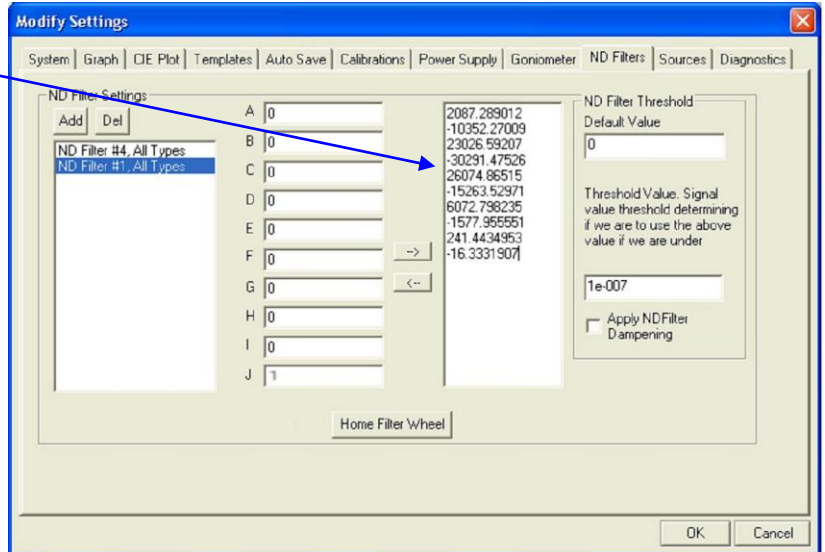 Modify Settings
System Graph CIE Plot Templates Auto Save Calibrations Power Supply Goniometer ND Filters Sources Diagnostics
ND Filter Settings
Add Del
ND Filter #4, All Types
ND Filter #1, All Types
A 0
B 0
C 0
D 0
E 0
F 0
G 0
H 0
I 0
J 1
-->
<--
2087.289012
-10352.27009
23026.59207
-30291.47526
26074.86515
-15263.52971
6072.798235
-1577.955551
241.4434953
-16.3331907
ND Filter Threshold
Default Value
0
Threshold Value. Signal
value threshold determining
if we are to use the above
value if we are under
1e-007
Apply NDFilter
Dampening
Home Filter Wheel
OK Cancel